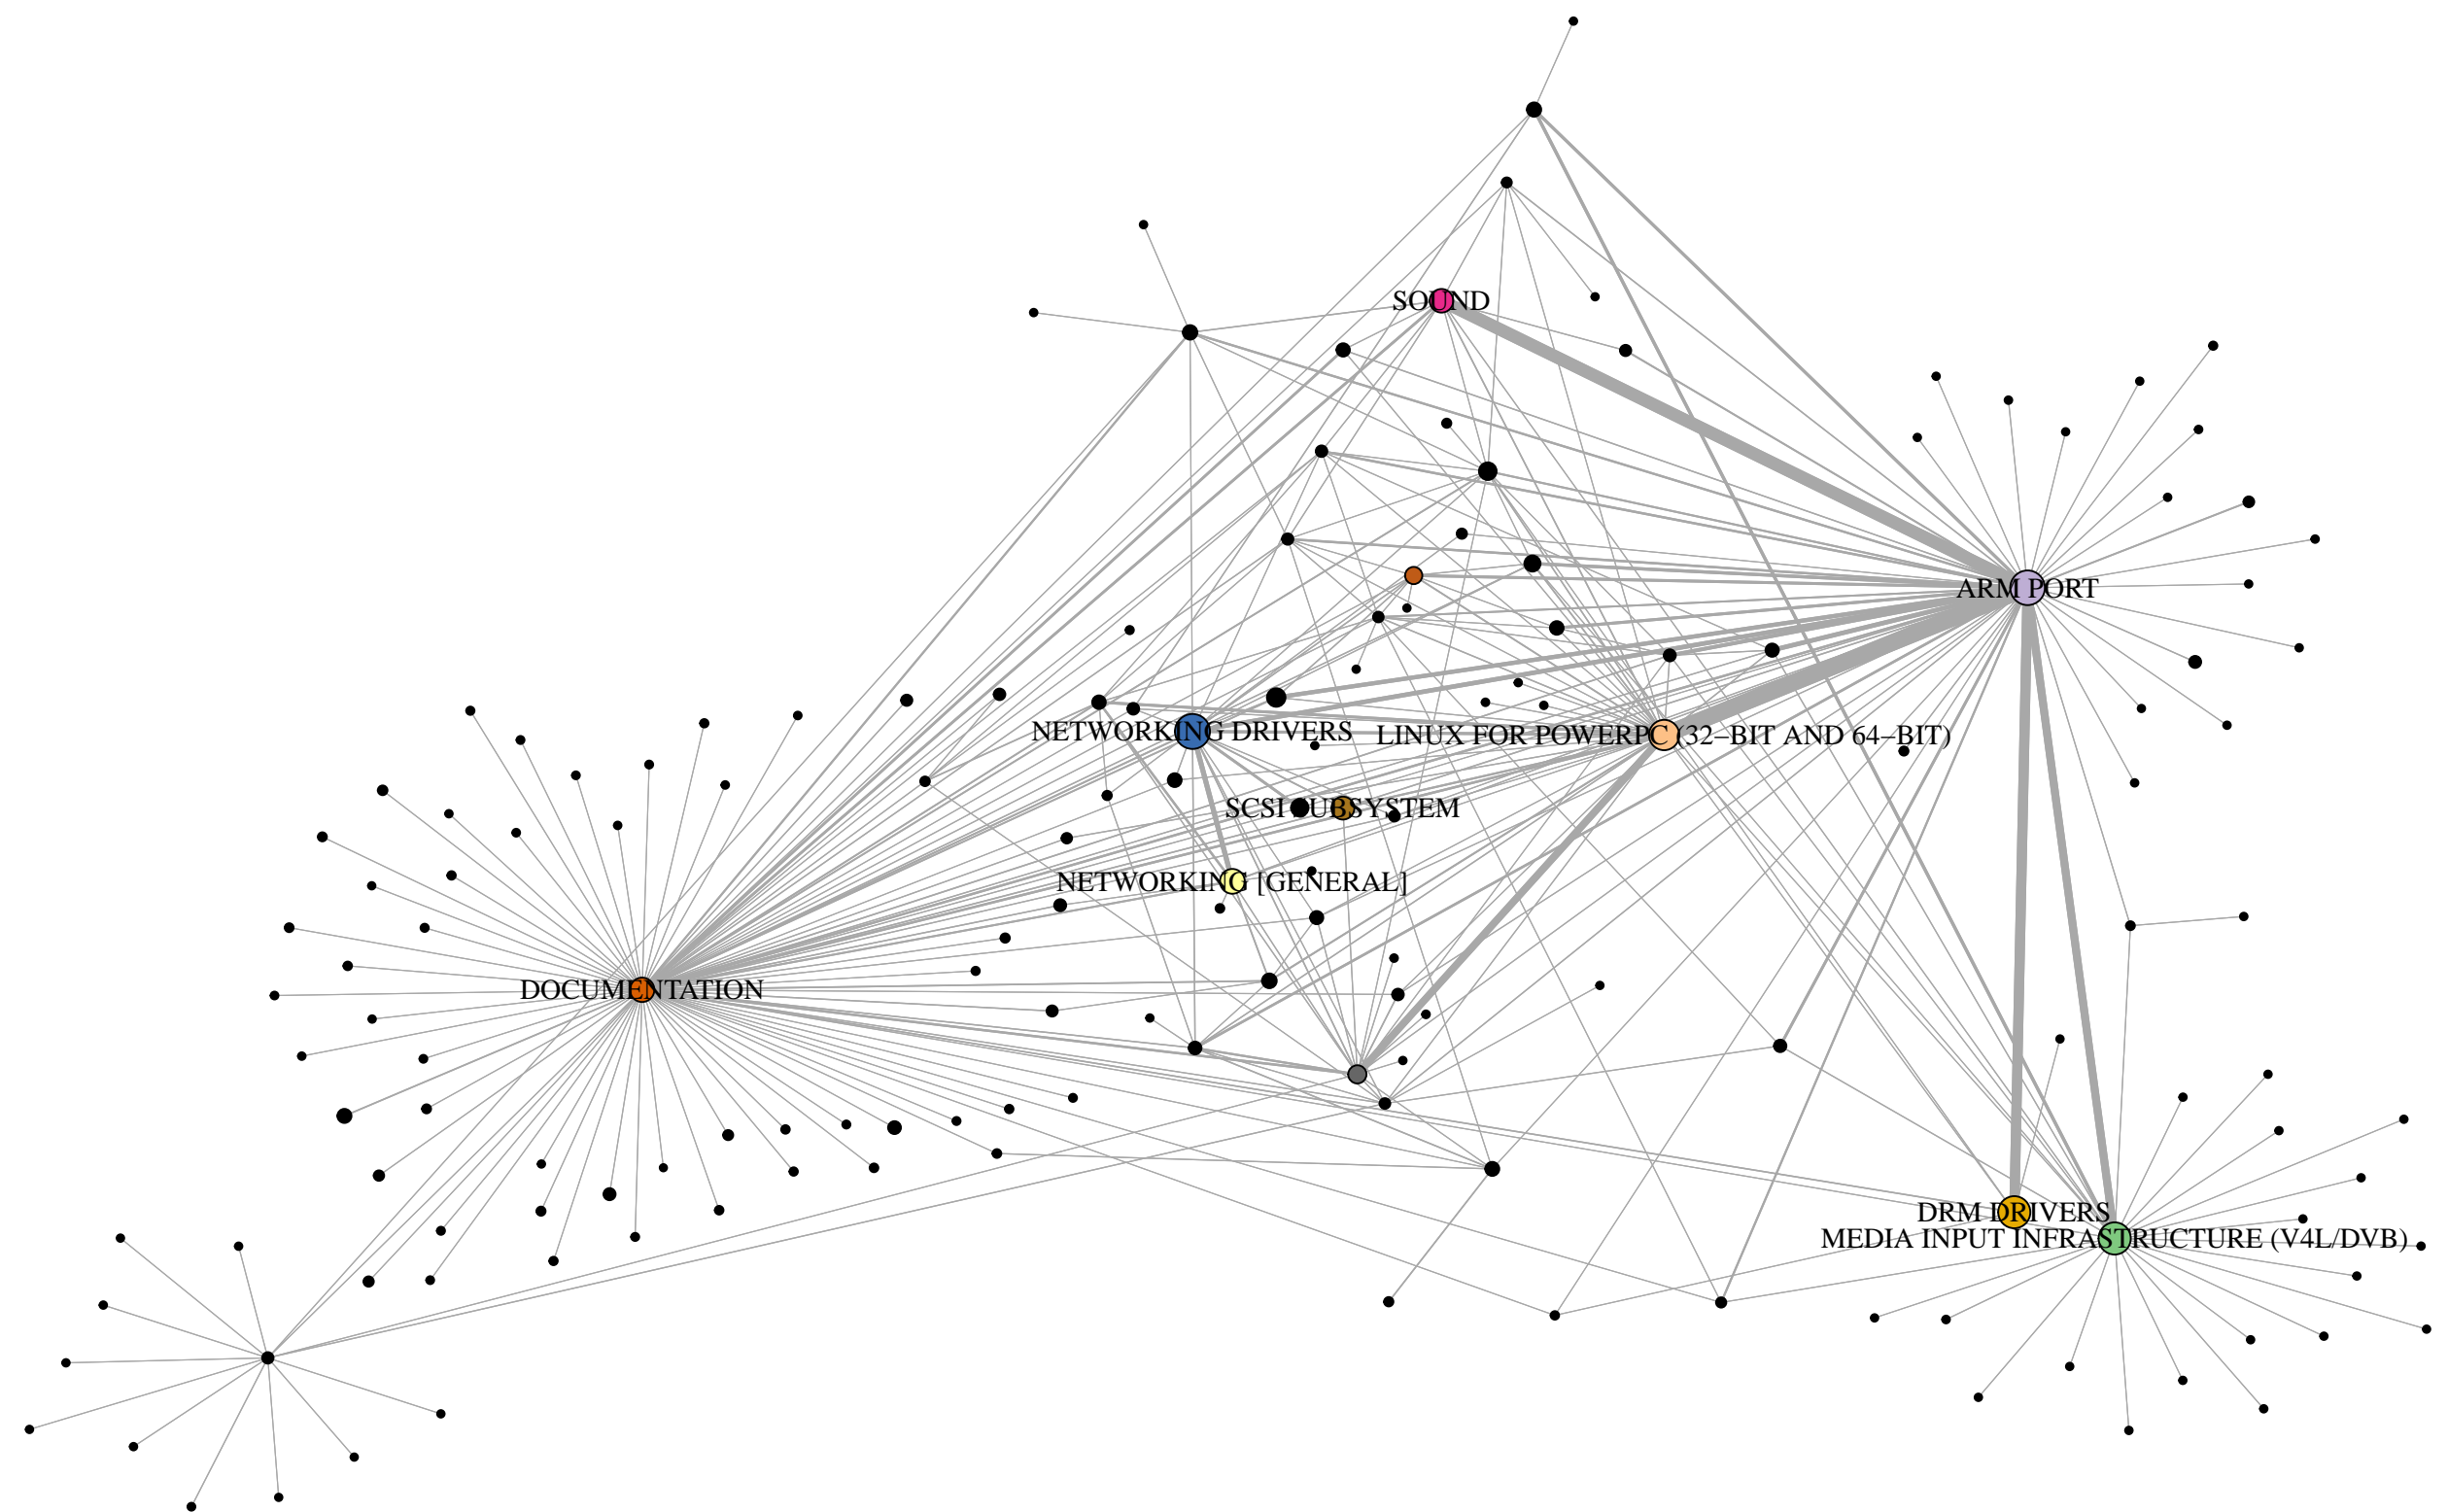 SOUND
ARM PORT
NETWORKING DRIVERS
LINUX FOR POWERPC (32−BIT AND 64−BIT)
SCSI SUBSYSTEM
NETWORKING [GENERAL]
DOCUMENTATION
DRM DRIVERS
MEDIA INPUT INFRASTRUCTURE (V4L/DVB)